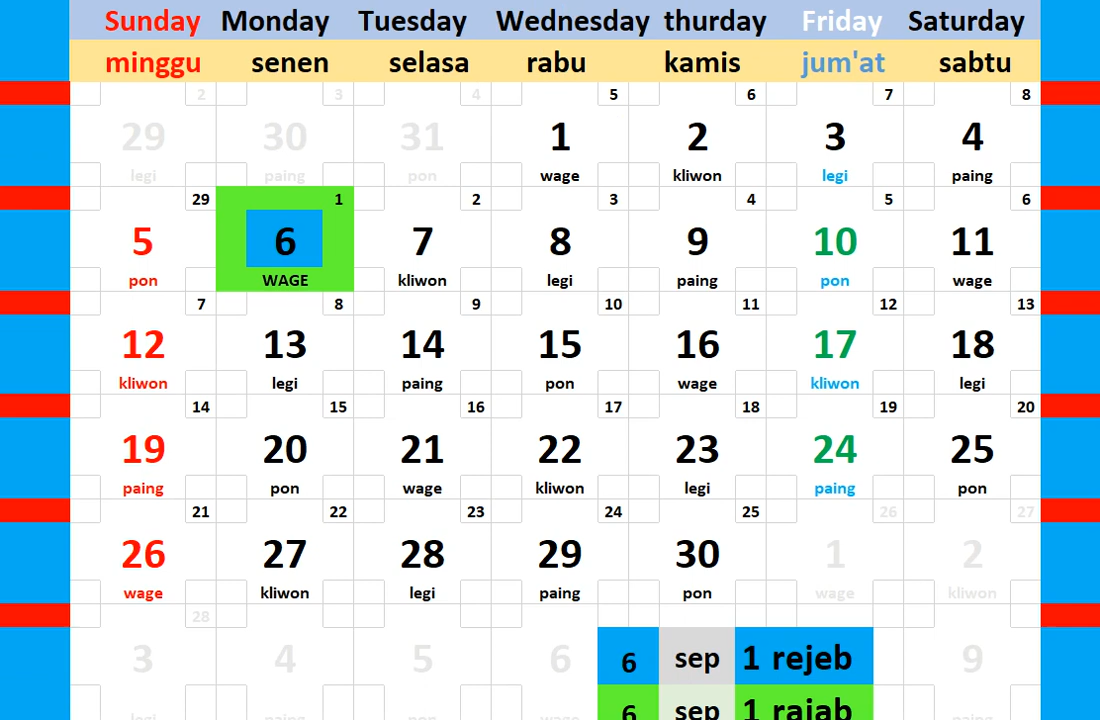 Sunday Monday Tuesday Wednesday thurday Friday Saturday
minggu senen selasa rabu kamis jum'at sabtu
2 3 4 5 6 7 8
29 30 31 1 2 3 4
legi paing pon wage kliwon legi paing
29 1 2 3 4 5 6
5 6 7 8 9 10 11
pon WAGE kliwon legi paing pon wage
7 8 9 10 11 12 13
12 13 14 15 16 17 18
kliwon legi paing pon wage kliwon legi
14 15 16 17 18 19 20
19 20 21 22 23 24 25
paing pon wage kliwon legi paing pon
21 22 23 24 25 26 27
26 27 28 29 30 1 2
wage kliwon legi paing pon wage kliwon
28
3 4 5 6 6 sep 1 rejeb 9
legi paing pon wage 6 sep 1 rajab pon